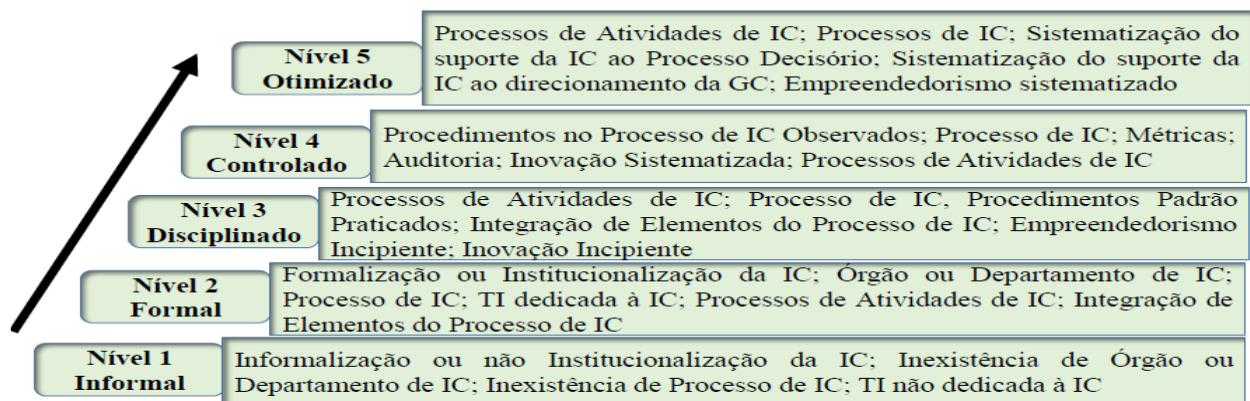 Nível 5
Otimizado
Processos de Atividades de IC; Processos de IC; Sistematização do
suporte da IC ao Processo Decisório; Sistematização do suporte da
IC ao direcionamento da GC; Empreendedorismo sistematizado
Nível 4
Controlado
Procedimentos no Processo de IC Observados; Processo de IC; Métricas;
Auditoria; Inovação Sistematizada; Processos de Atividades de IC
Nível 3
Disciplinado
Processos de Atividades de IC; Processo de IC, Procedimentos Padrão
Praticados; Integração de Elementos do Processo de IC; Empreendedorismo
Incipiente; Inovação Incipiente
Nível 2
Formal
Formalização ou Institucionalização da IC; Órgão ou Departamento de IC;
Processo de IC; TI dedicada à IC; Processos de Atividades de IC; Integração de
Elementos do Processo de IC
Nível 1
Informal
Informalização ou não Institucionalização da IC; Inexistência de Órgão ou
Departamento de IC; Inexistência de Processo de IC; TI não dedicada à IC